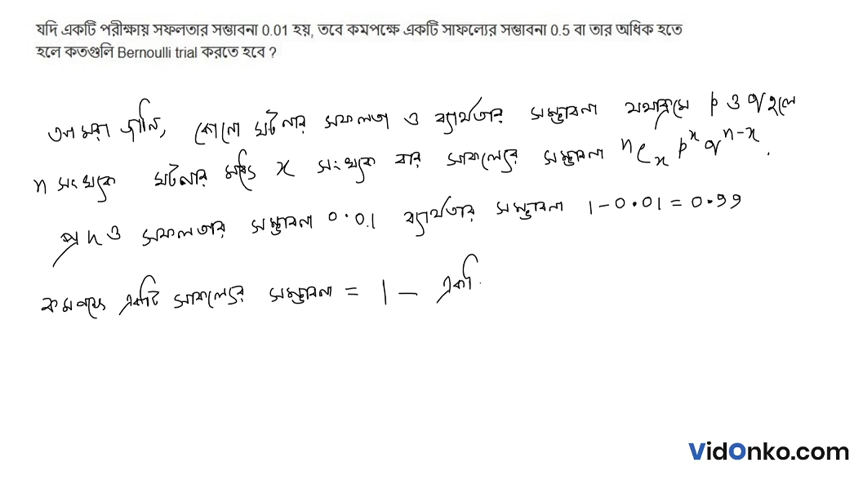 যদি একটি পরীক্ষায় সফলতার সম্ভাবনা 0.01 হয়, তবে কমপক্ষে একটি সাফল্যের সম্ভাবনা 0.5 বা তার অধিক হতে
হলে কতগুলি Bernoulli trial করতে হবে ?
আমরা জানি, কোনো ঘটনার সফলতা ও ব্যর্থতার সম্ভাবনা যথাক্রমে p ও q হলে
n সংখ্যক ঘটনার মধ্যে x সংখ্যক বার সাফল্যের সম্ভাবনা ⁿCₓ pˣ qⁿ⁻ˣ.
সফলতার সম্ভাবনা 0.01 ব্যর্থতার সম্ভাবনা 1-0.01=0.99
কমপক্ষে একটি সাফল্যের সম্ভাবনা = 1 - একটি
VidOnko.com